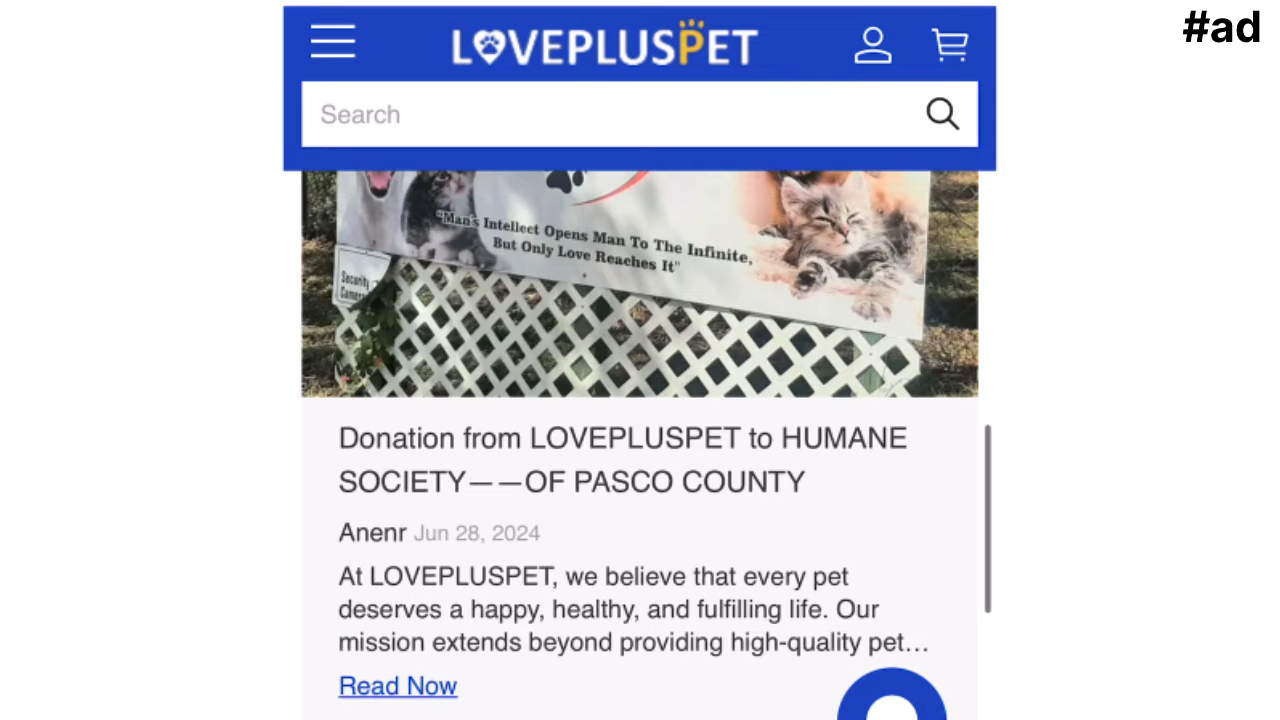 #ad
LOVEPLUSPET
Search
"Man's Intellect Opens Man To The Infinite,
But Only Love Reaches It"
Security
Camera
Donation from LOVEPLUSPET to HUMANE
SOCIETY——OF PASCO COUNTY
Anenr Jun 28, 2024
At LOVEPLUSPET, we believe that every pet
deserves a happy, healthy, and fulfilling life. Our
mission extends beyond providing high-quality pet…
Read Now